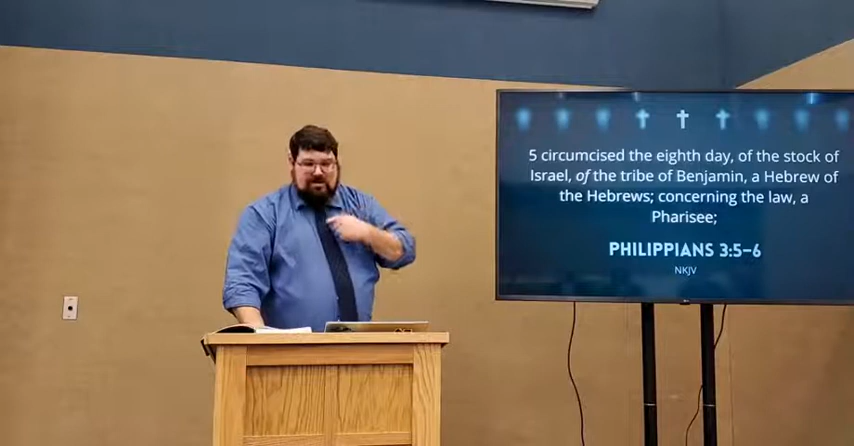 5 circumcised the eighth day, of the stock of
Israel, of the tribe of Benjamin, a Hebrew of
the Hebrews; concerning the law, a
Pharisee;
PHILIPPIANS 3:5–6
NKJV